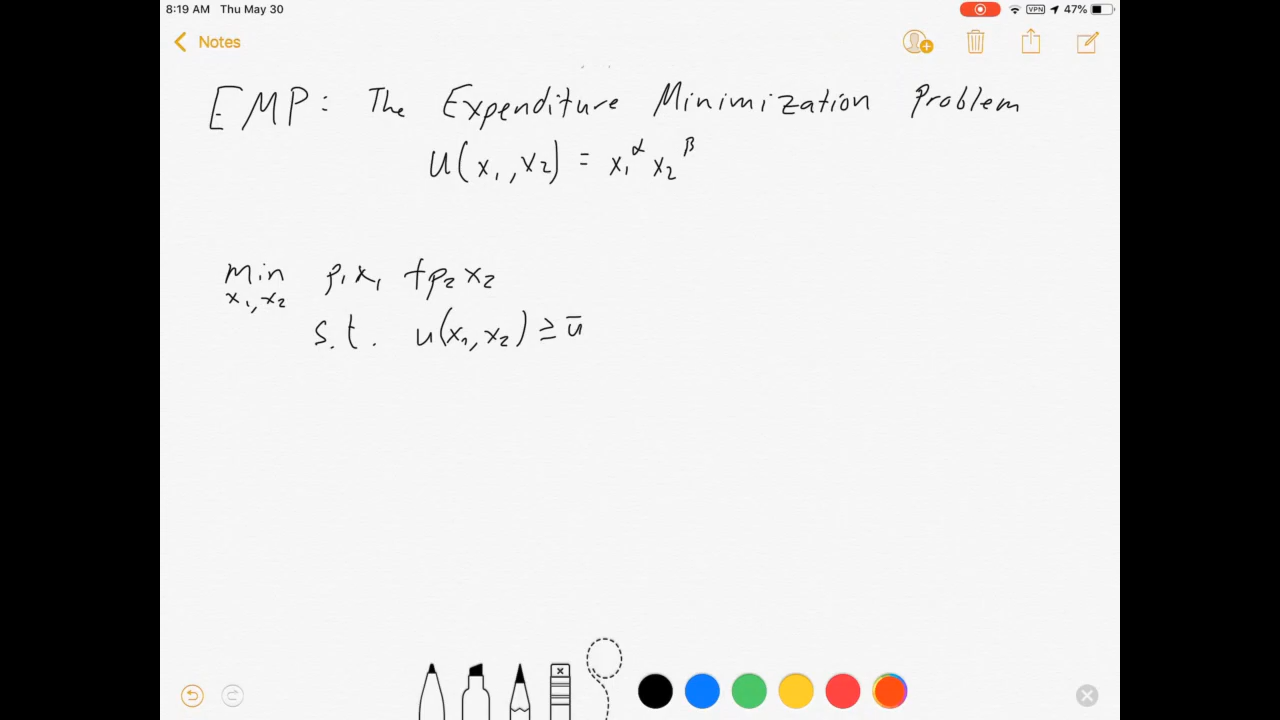 8:19 AM Thu May 30 VPN 47%
Notes
EMP: The Expenditure Minimization Problem
u(x₁, x₂) = x₁^α x₂^β
min p₁x₁ + p₂x₂
x₁, x₂
s.t. u(x₁, x₂) ≥ ū